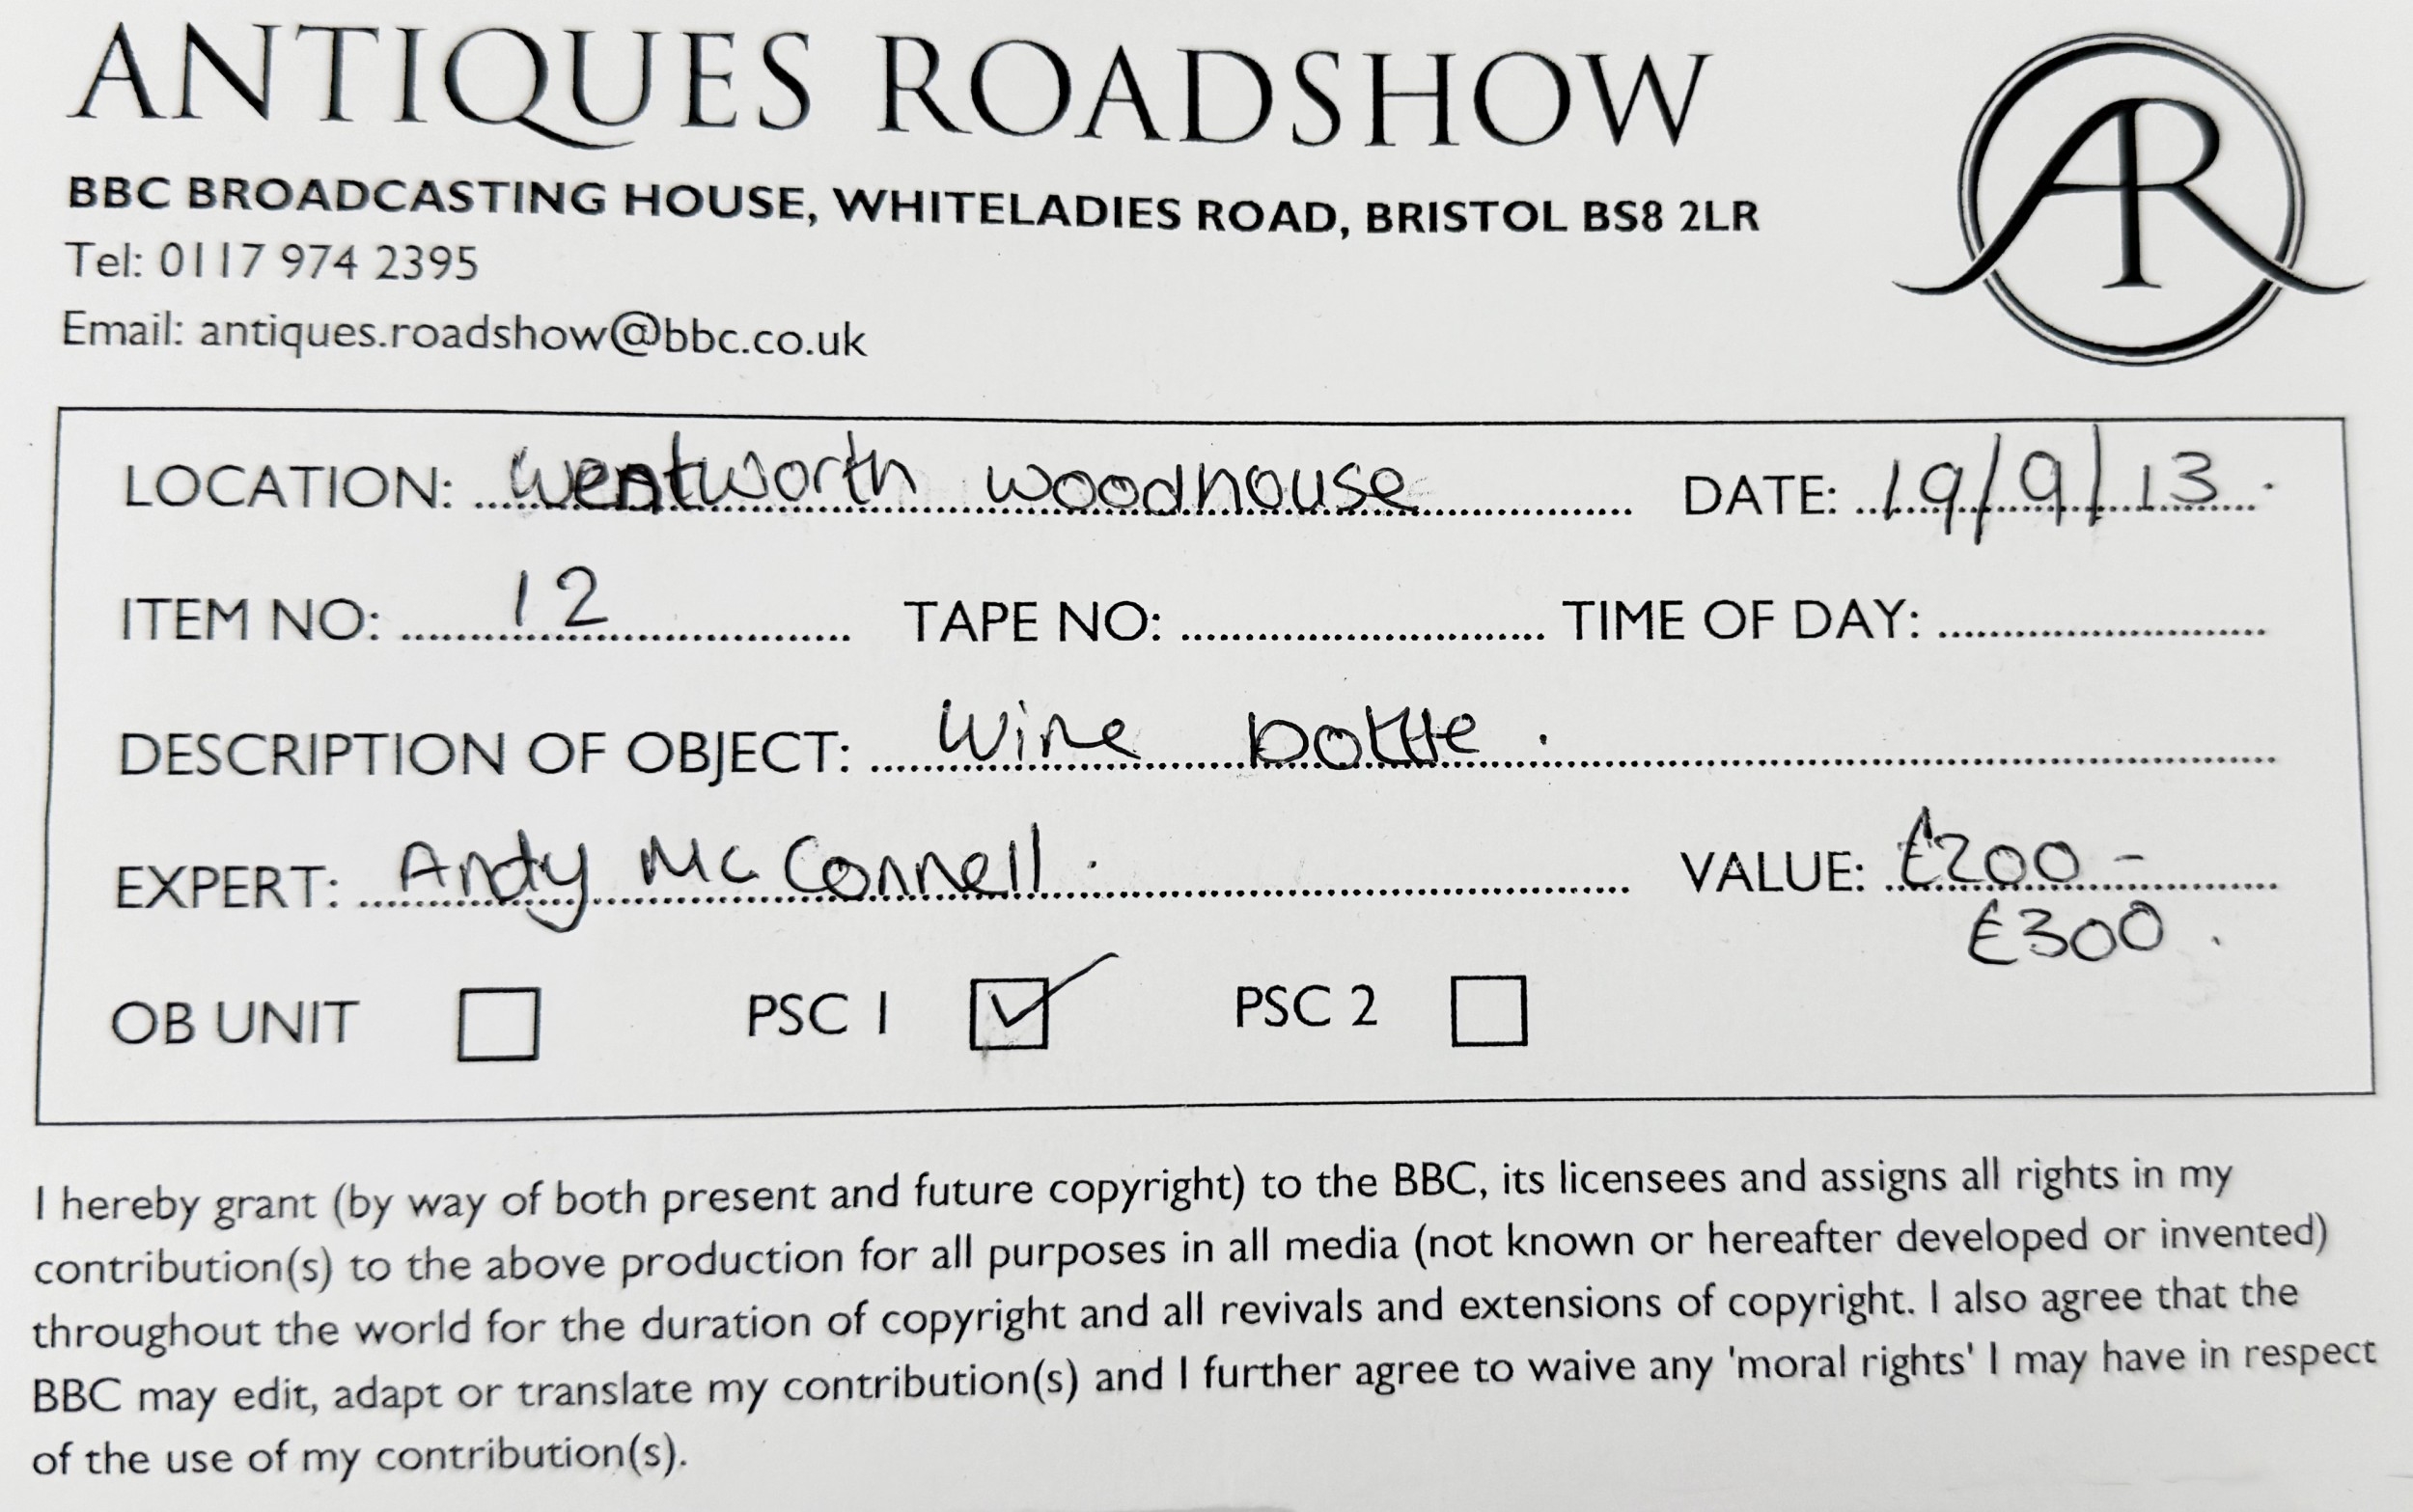 ANTIQUES ROADSHOW
AR
BBC BROADCASTING HOUSE, WHITELADIES ROAD, BRISTOL BS8 2LR
Tel: 0117 974 2395
Email: antiques.roadshow@bbc.co.uk
LOCATION: Wentworth Woodhouse DATE: 19/9/13.
ITEM NO: 12 TAPE NO: TIME OF DAY:
DESCRIPTION OF OBJECT: Wine bottle.
EXPERT: Andy McConnell. VALUE: £200 -
£300.
OB UNIT PSC 1 ✓ PSC 2
I hereby grant (by way of both present and future copyright) to the BBC, its licensees and assigns all rights in my
contribution(s) to the above production for all purposes in all media (not known or hereafter developed or invented)
throughout the world for the duration of copyright and all revivals and extensions of copyright. I also agree that the
BBC may edit, adapt or translate my contribution(s) and I further agree to waive any 'moral rights' I may have in respect
of the use of my contribution(s).